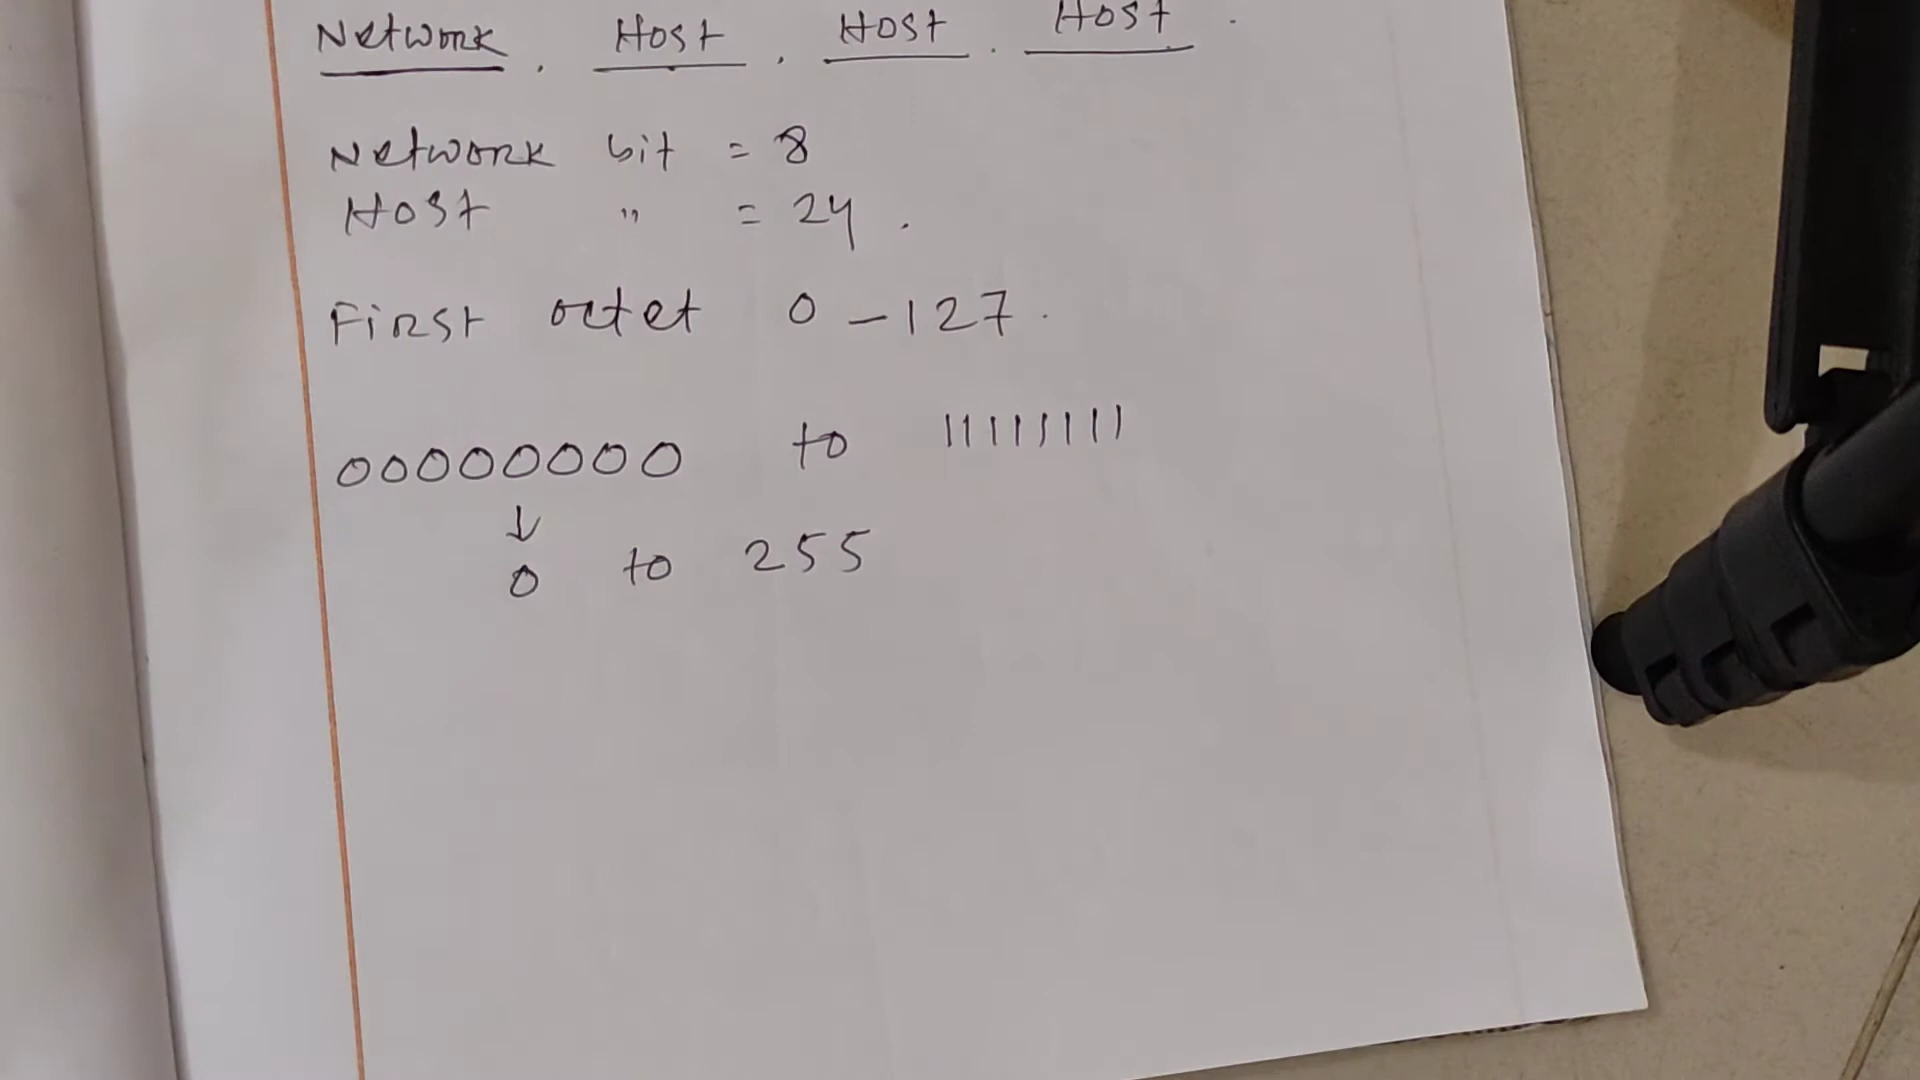 Network . Host . Host . Host .
Network bit = 8
Host " = 24 .
First octet 0 - 127 .
00000000 to 11111111
↓
0 to 255